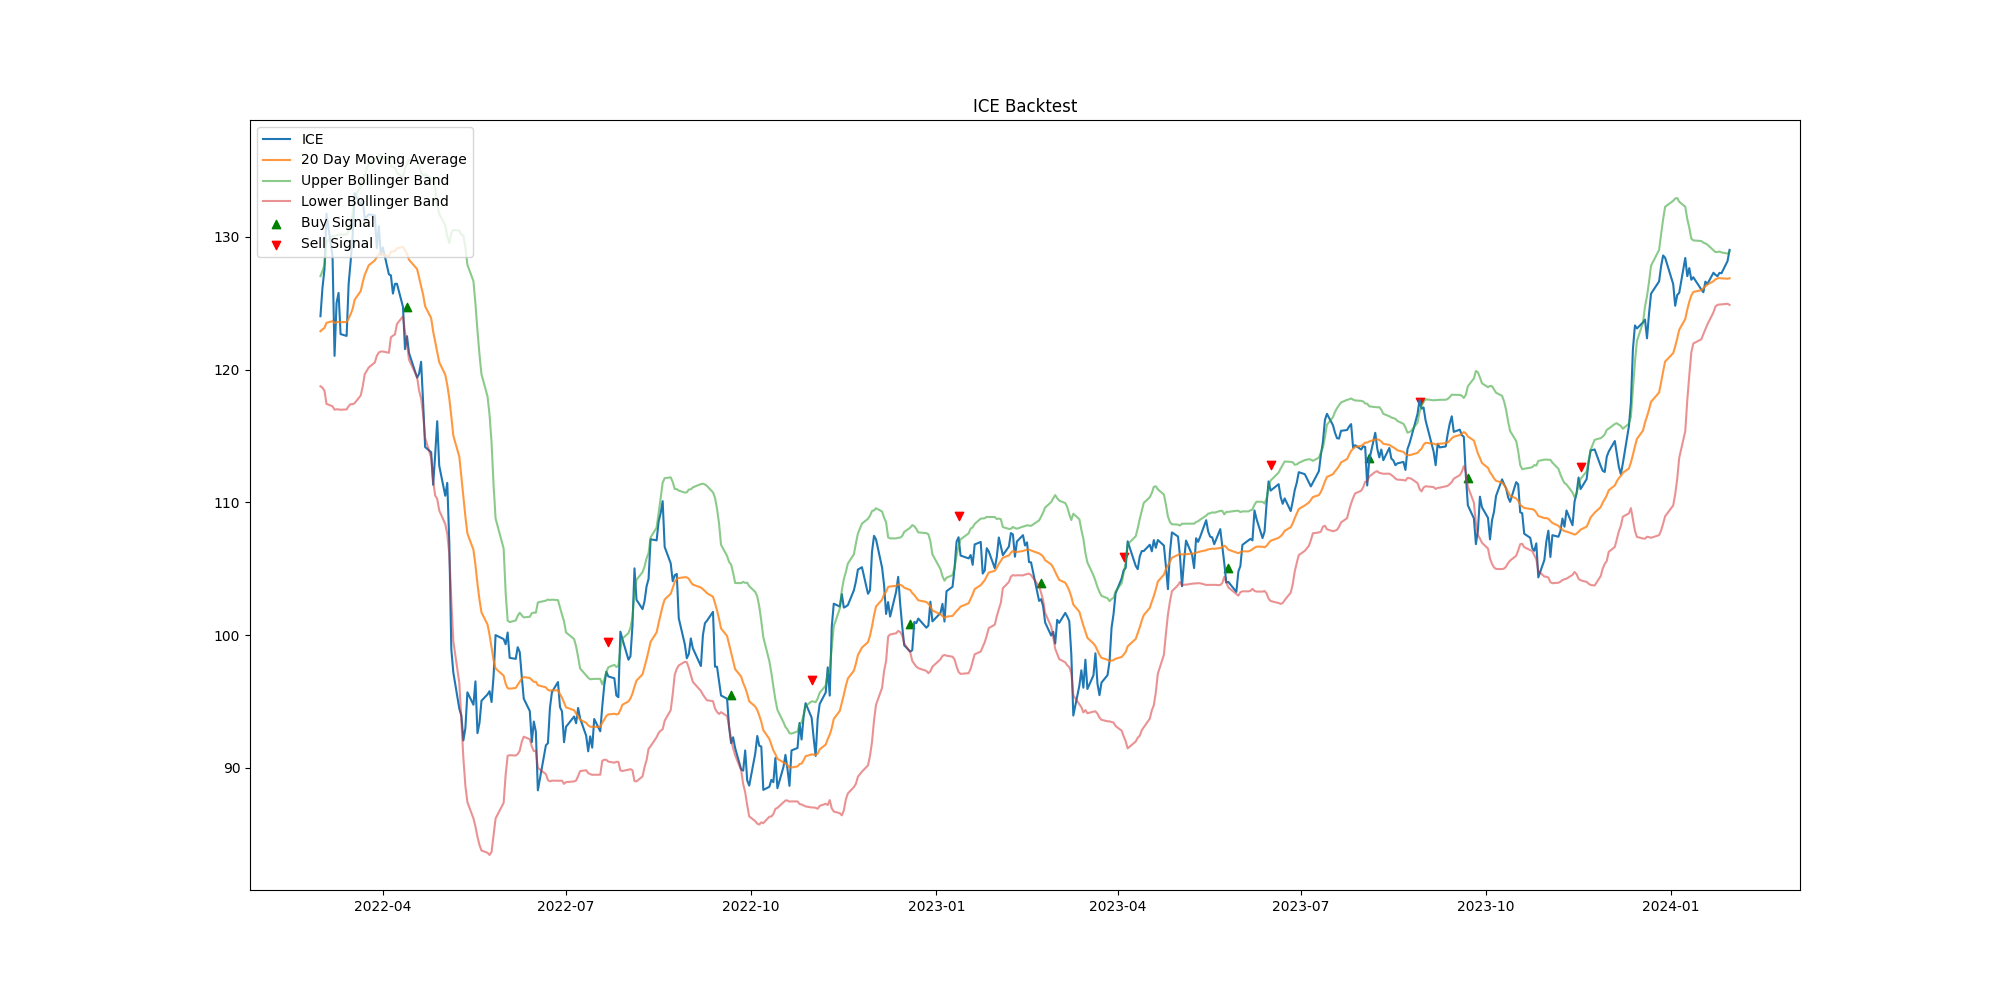 ICE Backtest
ICE
20 Day Moving Average
Upper Bollinger Band
Lower Bollinger Band
Buy Signal
Sell Signal
130
120
110
100
90
2022-04 2022-07 2022-10 2023-01 2023-04 2023-07 2023-10 2024-01